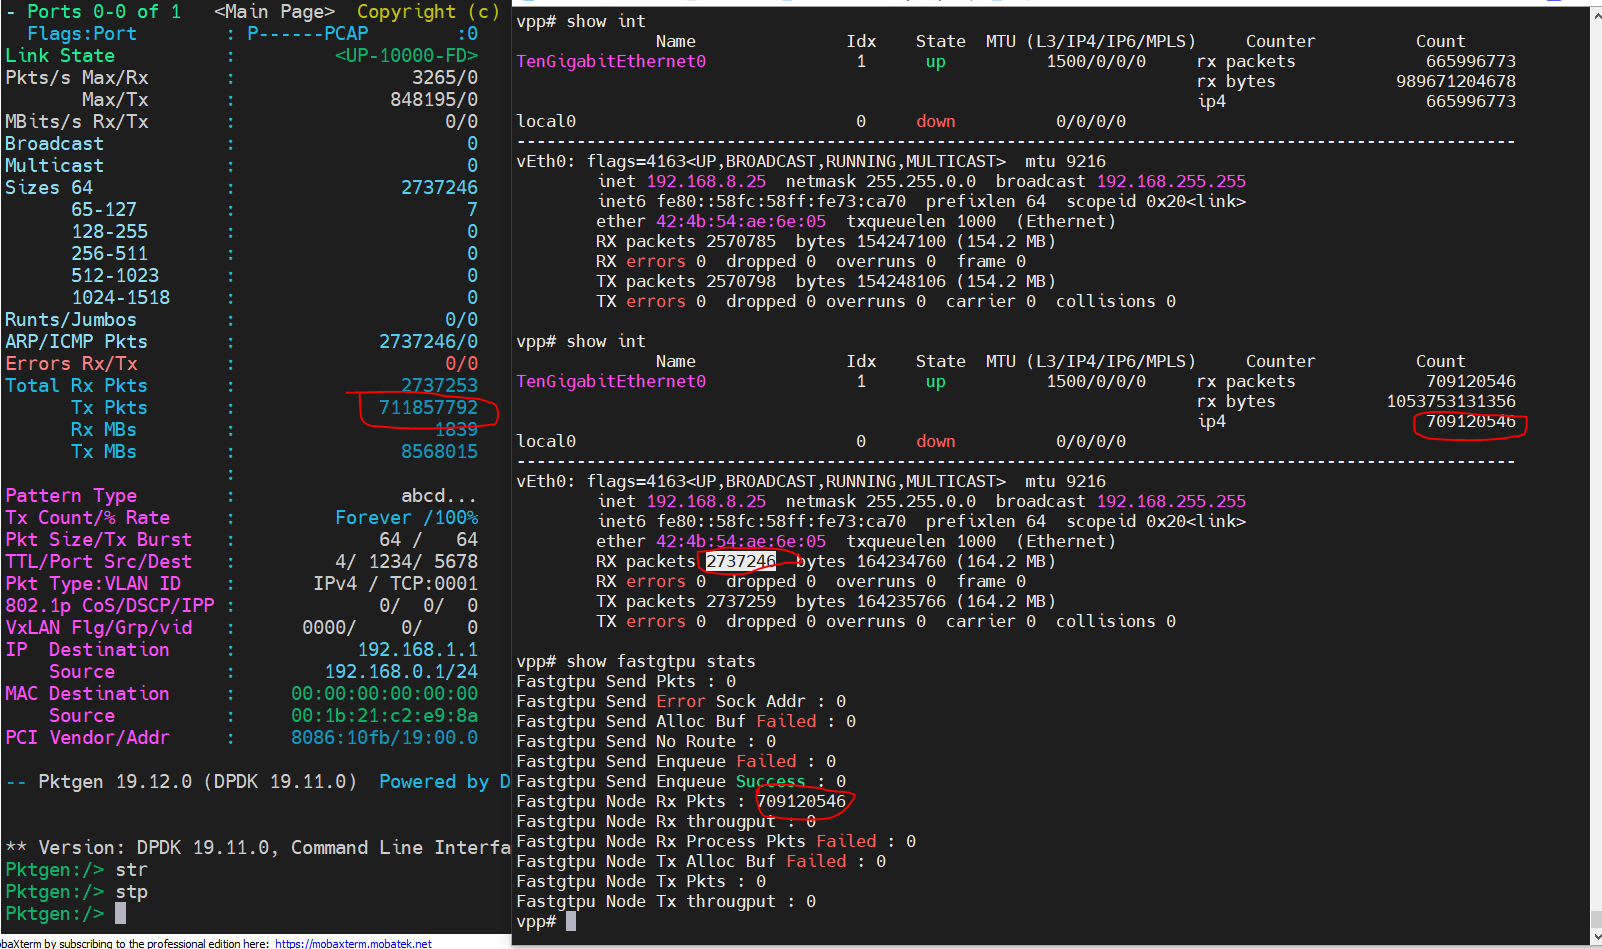 - Ports 0-0 of 1   <Main Page>  Copyright (c)
Flags:Port         : P------PCAP        :0
Link State         :         <UP-10000-FD>
Pkts/s Max/Rx      :                3265/0
Max/Tx      :              848195/0
MBits/s Rx/Tx      :                   0/0
Broadcast          :                     0
Multicast          :                     0
Sizes 64           :               2737246
65-127       :                     7
128-255      :                     0
256-511      :                     0
512-1023     :                     0
1024-1518    :                     0
Runts/Jumbos       :                   0/0
ARP/ICMP Pkts      :             2737246/0
Errors Rx/Tx       :                   0/0
Total Rx Pkts      :               2737253
Tx Pkts      :             711857792
Rx MBs       :                  1839
Tx MBs       :               8568015
:
Pattern Type       :               abcd...
Tx Count/% Rate    :         Forever /100%
Pkt Size/Tx Burst  :             64 /   64
TTL/Port Src/Dest  :         4/ 1234/ 5678
Pkt Type:VLAN ID   :       IPv4 / TCP:0001
802.1p CoS/DSCP/IPP :             0/  0/  0
VxLAN Flg/Grp/vid  :      0000/    0/    0
IP  Destination    :           192.168.1.1
Source         :        192.168.0.1/24
MAC Destination    :     00:00:00:00:00:00
Source         :     00:1b:21:c2:e9:8a
PCI Vendor/Addr    :     8086:10fb/19:00.0
-- Pktgen 19.12.0 (DPDK 19.11.0)  Powered by D
** Version: DPDK 19.11.0, Command Line Interfa
Pktgen:/> str
Pktgen:/> stp
Pktgen:/>
obaXterm by subscribing to the professional edition here: https://mobaxterm.mobatek.net
vpp# show int
Name               Idx    State  MTU (L3/IP4/IP6/MPLS)     Counter          Count
TenGigabitEthernet0               1      up          1500/0/0/0     rx packets             665996773
rx bytes            989671204678
ip4                    665996773
local0                            0     down          0/0/0/0
----------------------------------------------------------------------------------------------------
vEth0: flags=4163<UP,BROADCAST,RUNNING,MULTICAST>  mtu 9216
inet 192.168.8.25  netmask 255.255.0.0  broadcast 192.168.255.255
inet6 fe80::58fc:58ff:fe73:ca70  prefixlen 64  scopeid 0x20<link>
ether 42:4b:54:ae:6e:05  txqueuelen 1000  (Ethernet)
RX packets 2570785  bytes 154247100 (154.2 MB)
RX errors 0  dropped 0  overruns 0  frame 0
TX packets 2570798  bytes 154248106 (154.2 MB)
TX errors 0  dropped 0 overruns 0  carrier 0  collisions 0
vpp# show int
Name               Idx    State  MTU (L3/IP4/IP6/MPLS)     Counter          Count
TenGigabitEthernet0               1      up          1500/0/0/0     rx packets             709120546
rx bytes           1053753131356
ip4                    709120546
local0                            0     down          0/0/0/0
----------------------------------------------------------------------------------------------------
vEth0: flags=4163<UP,BROADCAST,RUNNING,MULTICAST>  mtu 9216
inet 192.168.8.25  netmask 255.255.0.0  broadcast 192.168.255.255
inet6 fe80::58fc:58ff:fe73:ca70  prefixlen 64  scopeid 0x20<link>
ether 42:4b:54:ae:6e:05  txqueuelen 1000  (Ethernet)
RX packets 2737246  bytes 164234760 (164.2 MB)
RX errors 0  dropped 0  overruns 0  frame 0
TX packets 2737259  bytes 164235766 (164.2 MB)
TX errors 0  dropped 0 overruns 0  carrier 0  collisions 0
vpp# show fastgtpu stats
Fastgtpu Send Pkts : 0
Fastgtpu Send Error Sock Addr : 0
Fastgtpu Send Alloc Buf Failed : 0
Fastgtpu Send No Route : 0
Fastgtpu Send Enqueue Failed : 0
Fastgtpu Send Enqueue Success : 0
Fastgtpu Node Rx Pkts : 709120546
Fastgtpu Node Rx througput : 0
Fastgtpu Node Rx Process Pkts Failed : 0
Fastgtpu Node Tx Alloc Buf Failed : 0
Fastgtpu Node Tx Pkts : 0
Fastgtpu Node Tx througput : 0
vpp#